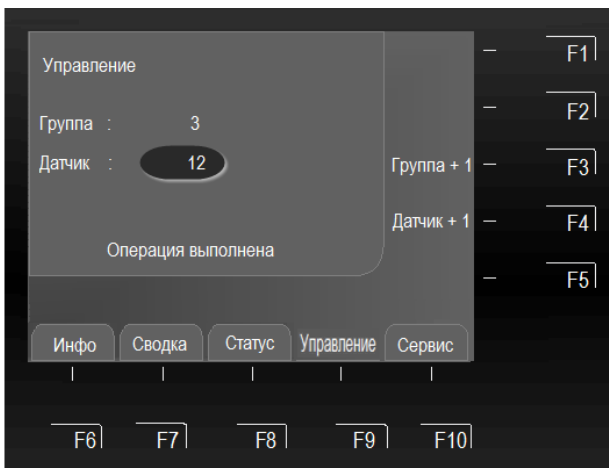 Управление
F1
F2
Группа : 3
Датчик : 12
Группа + 1
F3
Датчик + 1
F4
Операция выполнена
F5
Инфо Сводка Статус Управление Сервис
F6 F7 F8 F9 F10